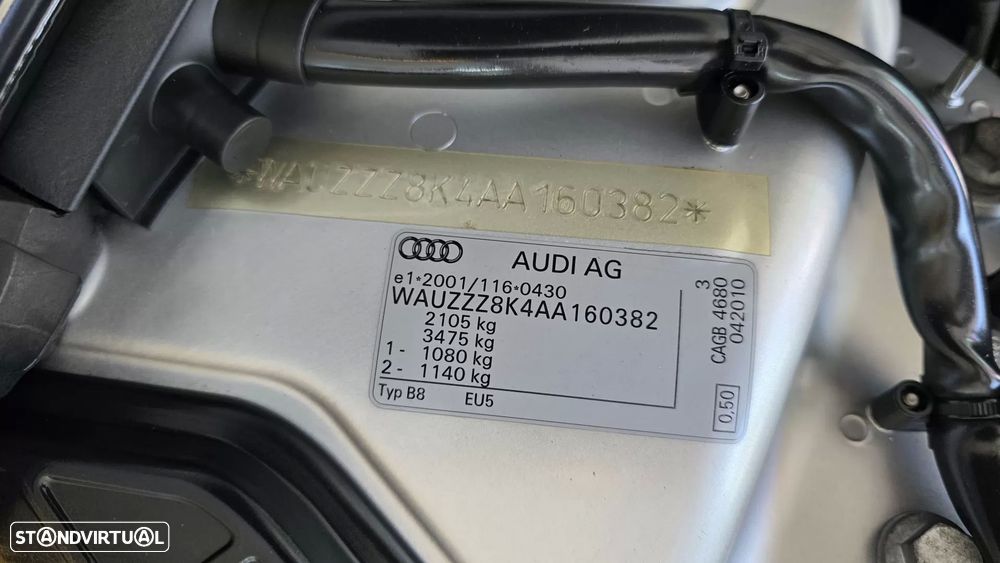 *WAUZZZ8K4AA160382*
AUDI AG
e1*2001/116*0430
WAUZZZ8K4AA160382
2105 kg
3475 kg
1 - 1080 kg
2 - 1140 kg
Typ B8 EU5
3
CAGB 4680
042010
0,50
STANDVIRTUAL